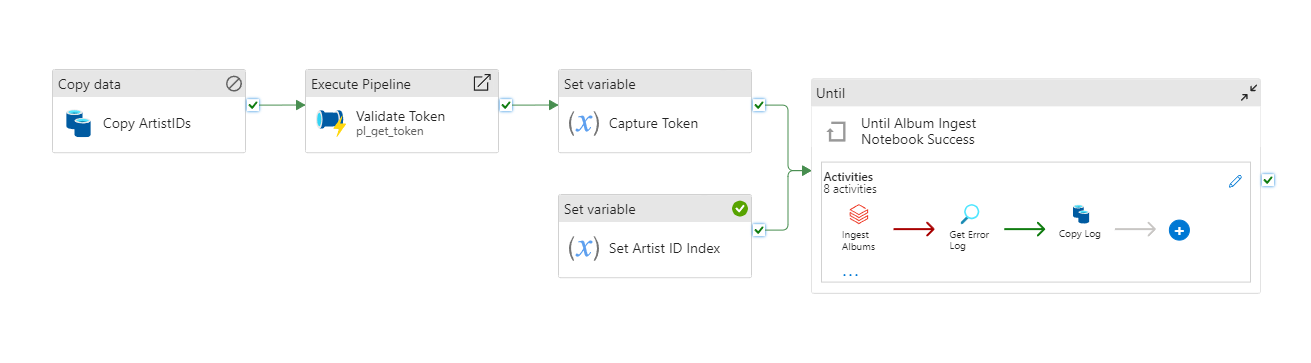 Copy data
Copy ArtistIDs
Execute Pipeline
Validate Token
pl_get_token
Set variable
(x)
Capture Token
Set variable
(x)
Set Artist ID Index
Until
Until Album Ingest
Notebook Success
Activities
8 activities
Ingest
Albums
Get Error
Log
Copy Log
...